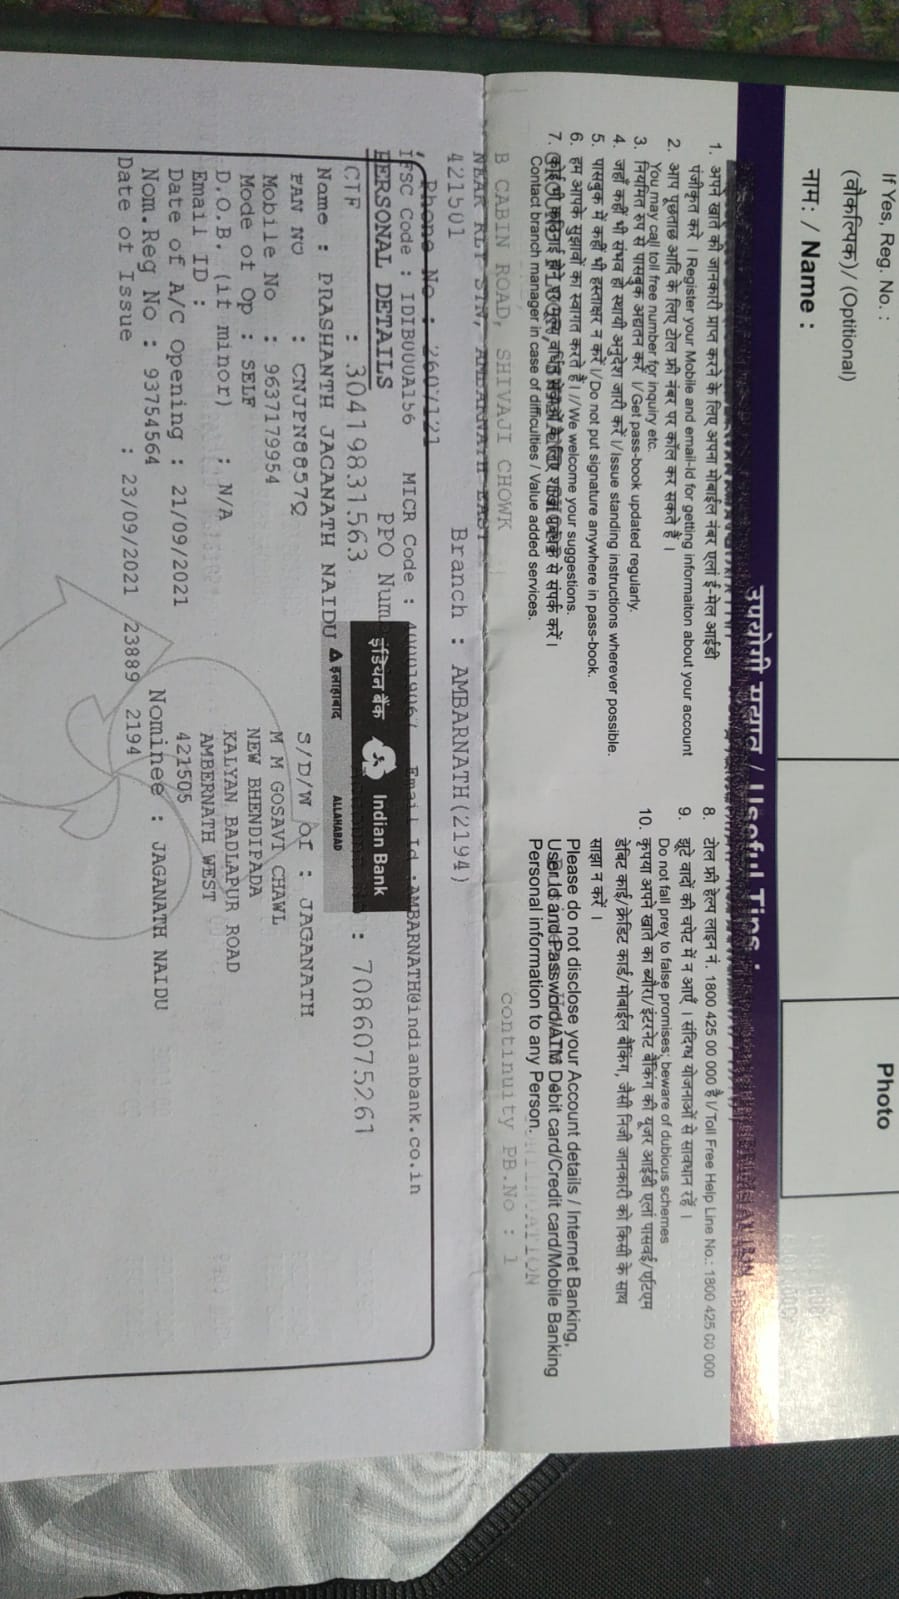 If Yes, Reg. No. :
(वैकल्पिक)/ (Optitional)
नाम: / Name :
Photo
उपयोगी सुझाव / Useful Tips :
1. अपने खाते की जानकारी प्राप्त करने के लिए अपना मोबाईल नंबर एलां ई-मेल आईडी
पंजीकृत करें । Register your Mobile and email-Id for getting informaiton about your account
2. आप पूछताछ आदि के लिए टोल फ्री नंबर पर कॉल कर सकते हैं ।
You may call toll free number for inquiry etc.
3. नियमित रुप से पासबुक अद्यतन करें ।/Get pass-book updated regularly.
4. जहाँ कहीं भी संभव हो स्थायी अनुदेश जारी करें ।/Issue standing instructions wherever possible.
5. पासबुक में कहीं भी हस्ताक्षर न करें ।/Do not put signature anywhere in pass-book.
6. हम आपके सुझावों का स्वागत करते हैं । //We welcome your suggestions.
7. कोई भी कठिनाई होने पर से संपर्क करें ।
Contact branch manager in case of difficulties / Value added services.
8. टोल फ्री हेल्प लाइन नं. 1800 425 00 000 है ।/Toll Free Help Line No.: 1800 425 00 000
9. झूटे वादों की चपेट में न आएँ । संदिग्ध योजनाओं से सावधान रहें ।
Do not fall prey to false promises; beware of dubious schemes
10. कृपया अपने खाते का ब्यौरा/इंटरनेट बैंकिंग की यूजर आईडी एलां पासवर्ड/एटिएम
डेबिट कार्ड/क्रेडिट कार्ड/मोबाईल बैंकिंग, जैसी निजी जानकारी को किसी के साथ
साझा न करें ।
Please do not disclose your Account details / Internet Banking,
User Id and Password/ATM Debit card/Credit card/Mobile Banking
Personal information to any Person.
B CABIN ROAD, SHIVAJI CHOWK continuity PB.No : 1
NEAR RLY STN, AMBARNATH EAST
421501 Branch : AMBARNATH(2194)
Phone No : 2607121
IFSC Code : IDIB000A156 MICR Code : Email Id :AMBARNATH@indianbank.co.in
PERSONAL DETAILS
CIF : 30419831563 PPO Num : 7086075261
इंडियन बैंक Indian Bank
इलाहाबाद ALLAHABAD
Name : PRASHANTH JAGANATH NAIDU
S/D/W of : JAGANATH
PAN NO : CNJPN8857Q
M M GOSAVI CHAWL
Mobile No : 9637179954
NEW BHENDIPADA
Mode of Op : SELF
KALYAN BADLAPUR ROAD
D.O.B. (if minor) : N/A
AMBERNATH WEST
Email ID :
421505
Date of A/C Opening : 21/09/2021
Nom.Reg No : 93754564 Nominee : JAGANATH NAIDU
Date of Issue : 23/09/2021 23889 2194